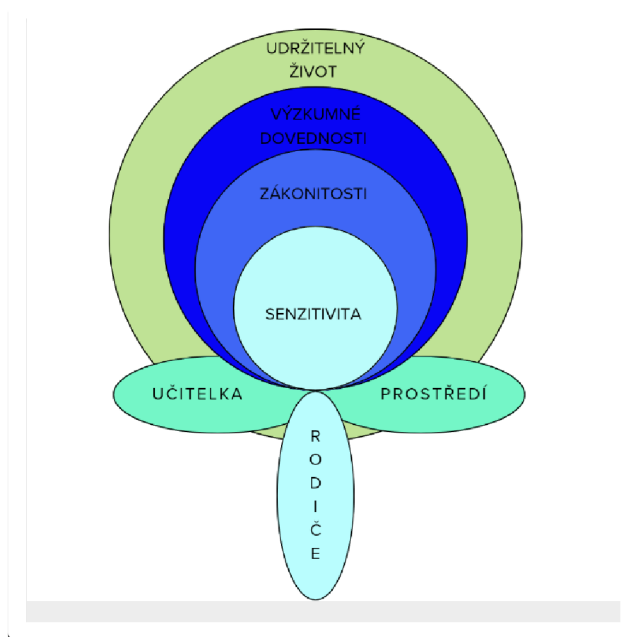 UDRŽITELNÝ
ŽIVOT
VÝZKUMNÉ
DOVEDNOSTI
ZÁKONITOSTI
SENZITIVITA
UČITELKA
PROSTŘEDÍ
R
O
D
I
Č
E